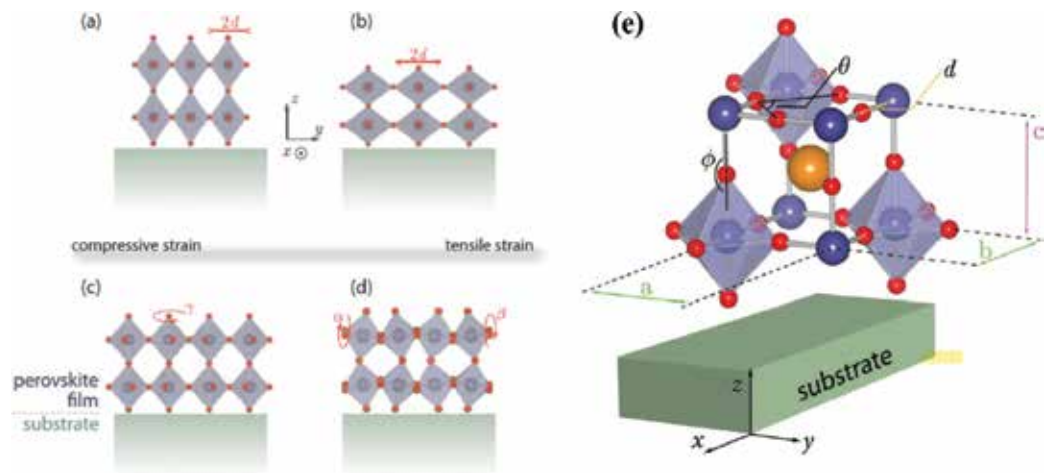 (a)
2d
(b)
2d
z
x
compressive strain
tensile strain
(c)
γ
(d)
α
β
perovskite
film
substrate
(e)
θ
d
c
ϕ
b
a
substrate
z
x
y